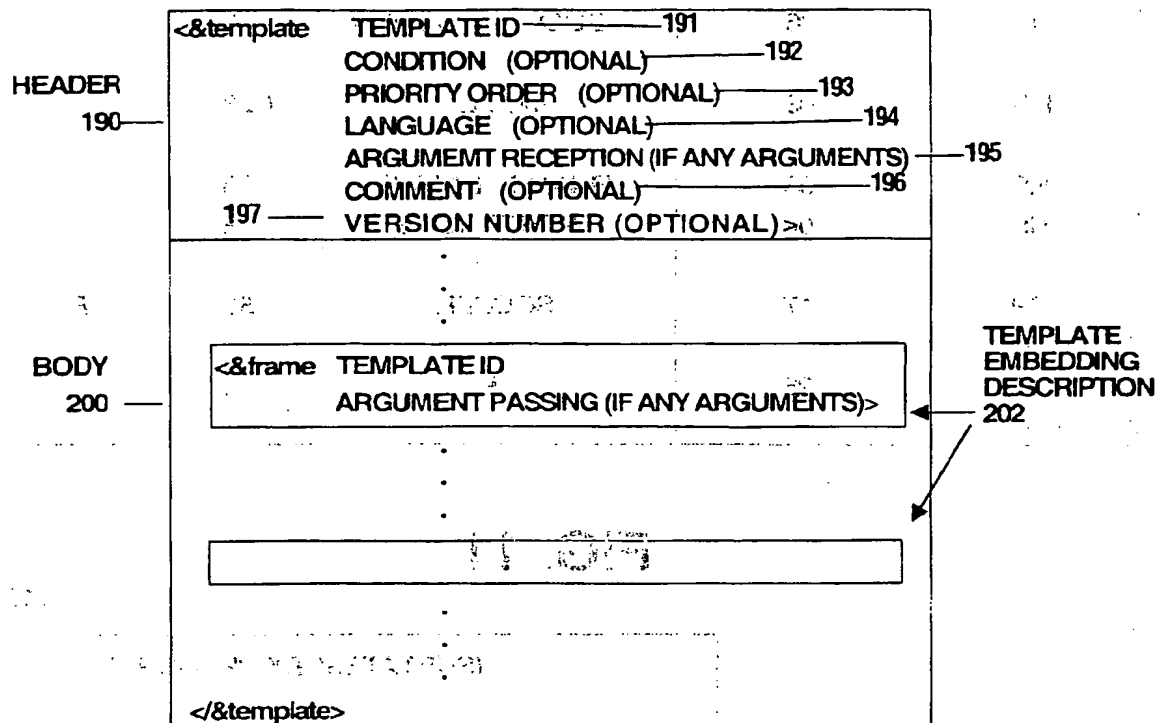 <&template TEMPLATE ID 191
CONDITION (OPTIONAL) 192
HEADER
PRIORITY ORDER (OPTIONAL) 193
190
LANGUAGE (OPTIONAL) 194
ARGUMEMT RECEPTION (IF ANY ARGUMENTS) 195
COMMENT (OPTIONAL) 196
197 VERSION NUMBER (OPTIONAL) >
BODY
200
<&frame TEMPLATE ID
ARGUMENT PASSING (IF ANY ARGUMENTS)>
TEMPLATE
EMBEDDING
DESCRIPTION
202
</&template>